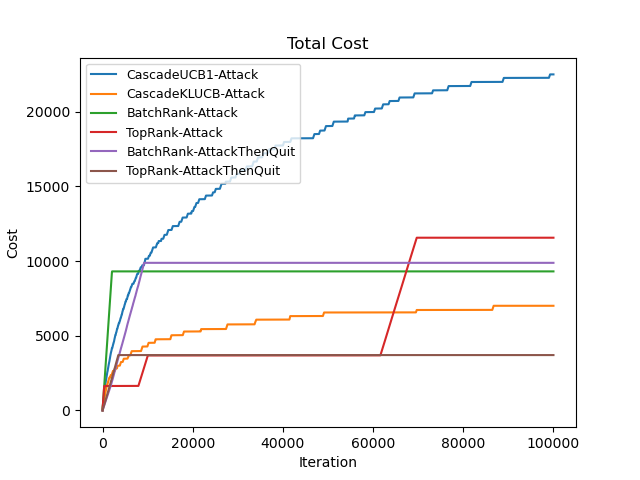 Total Cost
CascadeUCB1-Attack
CascadeKLUCB-Attack
BatchRank-Attack
TopRank-Attack
BatchRank-AttackThenQuit
TopRank-AttackThenQuit
20000
15000
10000
5000
0
Cost
0 20000 40000 60000 80000 100000
Iteration